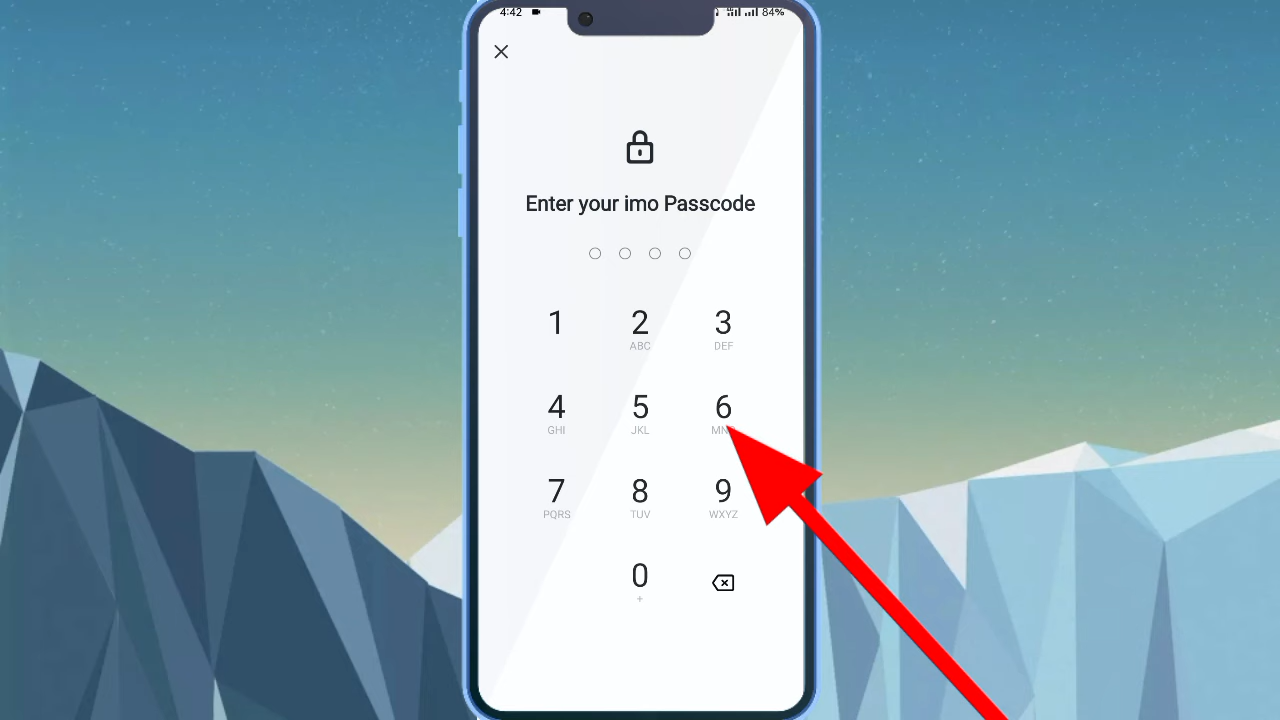 4:42 84%
Enter your imo Passcode
1 2 3
ABC DEF
4 5 6
GHI JKL MN
7 8 9
PQRS TUV WXYZ
0
+